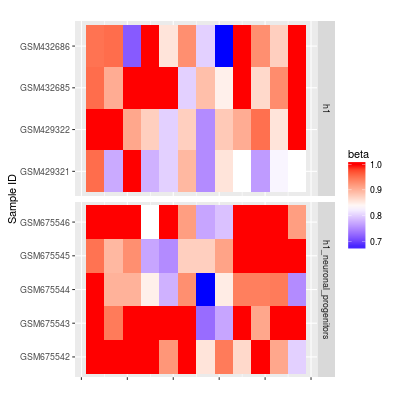 GSM432686
GSM432685
GSM429322
GSM429321
h1
GSM675546
GSM675545
GSM675544
GSM675543
GSM675542
h1_neuronal_progenitors
Sample ID
beta
1.0
0.9
0.8
0.7